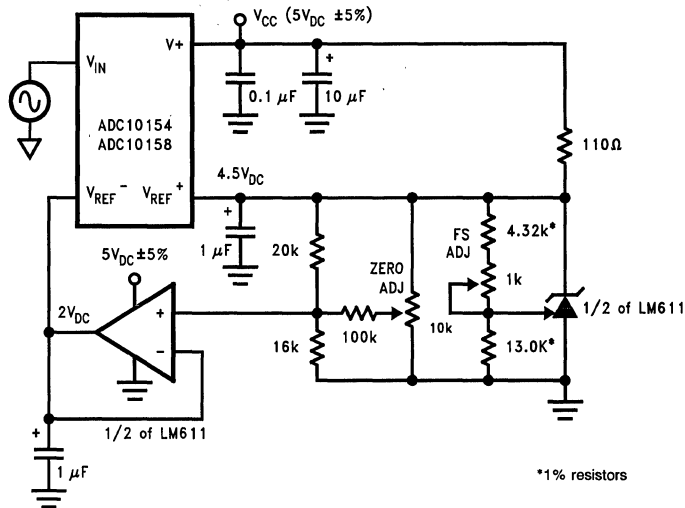 V_CC (5V_DC ±5%)
V+
V_IN
0.1 μF
10 μF
ADC10154
ADC10158
110Ω
V_REF⁻
V_REF⁺
4.5V_DC
1 μF
20k
ZERO
ADJ
FS
ADJ
4.32k*
1k
5V_DC ±5%
2V_DC
+
−
100k
10k
16k
13.0K*
1/2 of LM611
1/2 of LM611
+
1 μF
*1% resistors